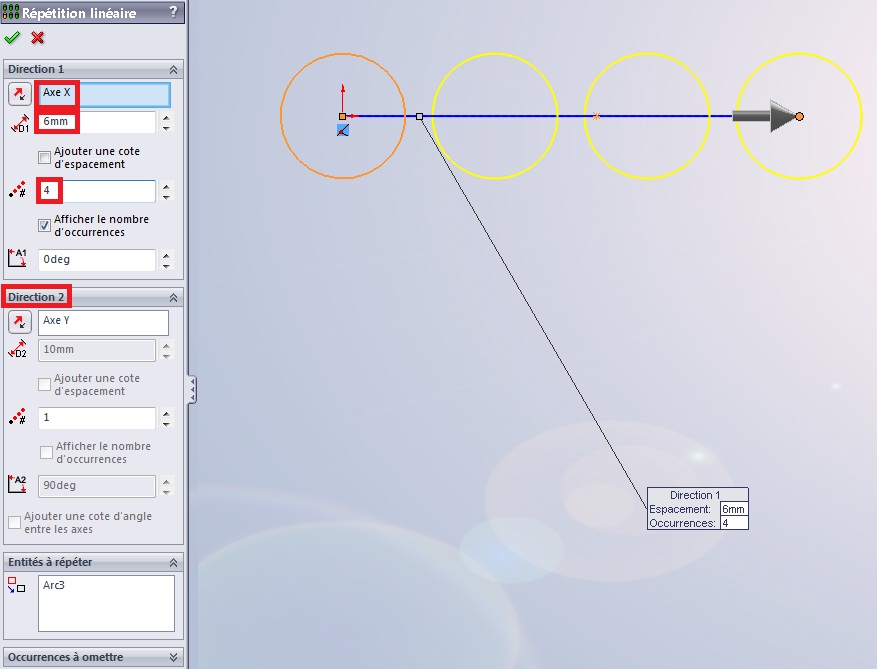 Répétition linéaire ?
Direction 1
Axe X
D1 6mm
Ajouter une cote
d'espacement
# 4
Afficher le nombre
d'occurrences
A1 0deg
Direction 2
Axe Y
D2 10mm
Ajouter une cote
d'espacement
# 1
Afficher le nombre
d'occurrences
A2 90deg
Ajouter une cote d'angle
entre les axes
Entités à répéter
Arc3
Occurrences à omettre
Direction 1
Espacement: 6mm
Occurrences: 4